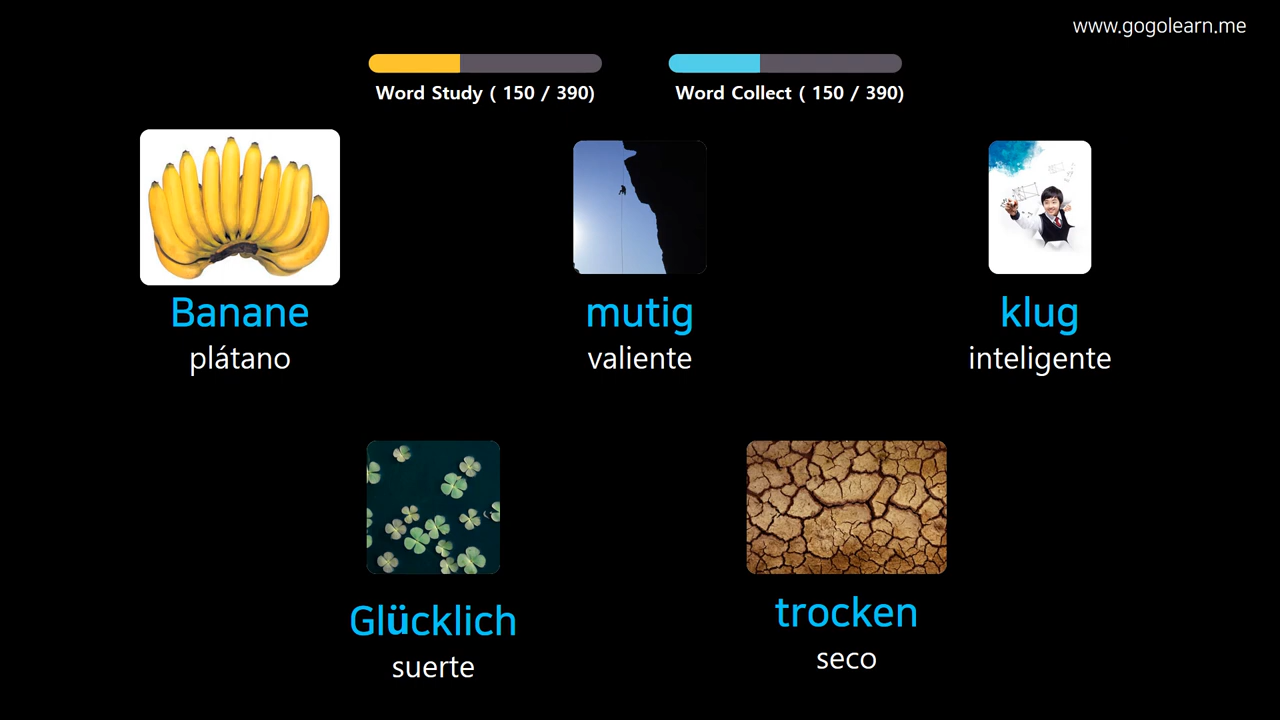 www.gogolearn.me
Word Study ( 150 / 390)
Word Collect ( 150 / 390)
Banane
plátano
mutig
valiente
klug
inteligente
Glücklich
suerte
trocken
seco